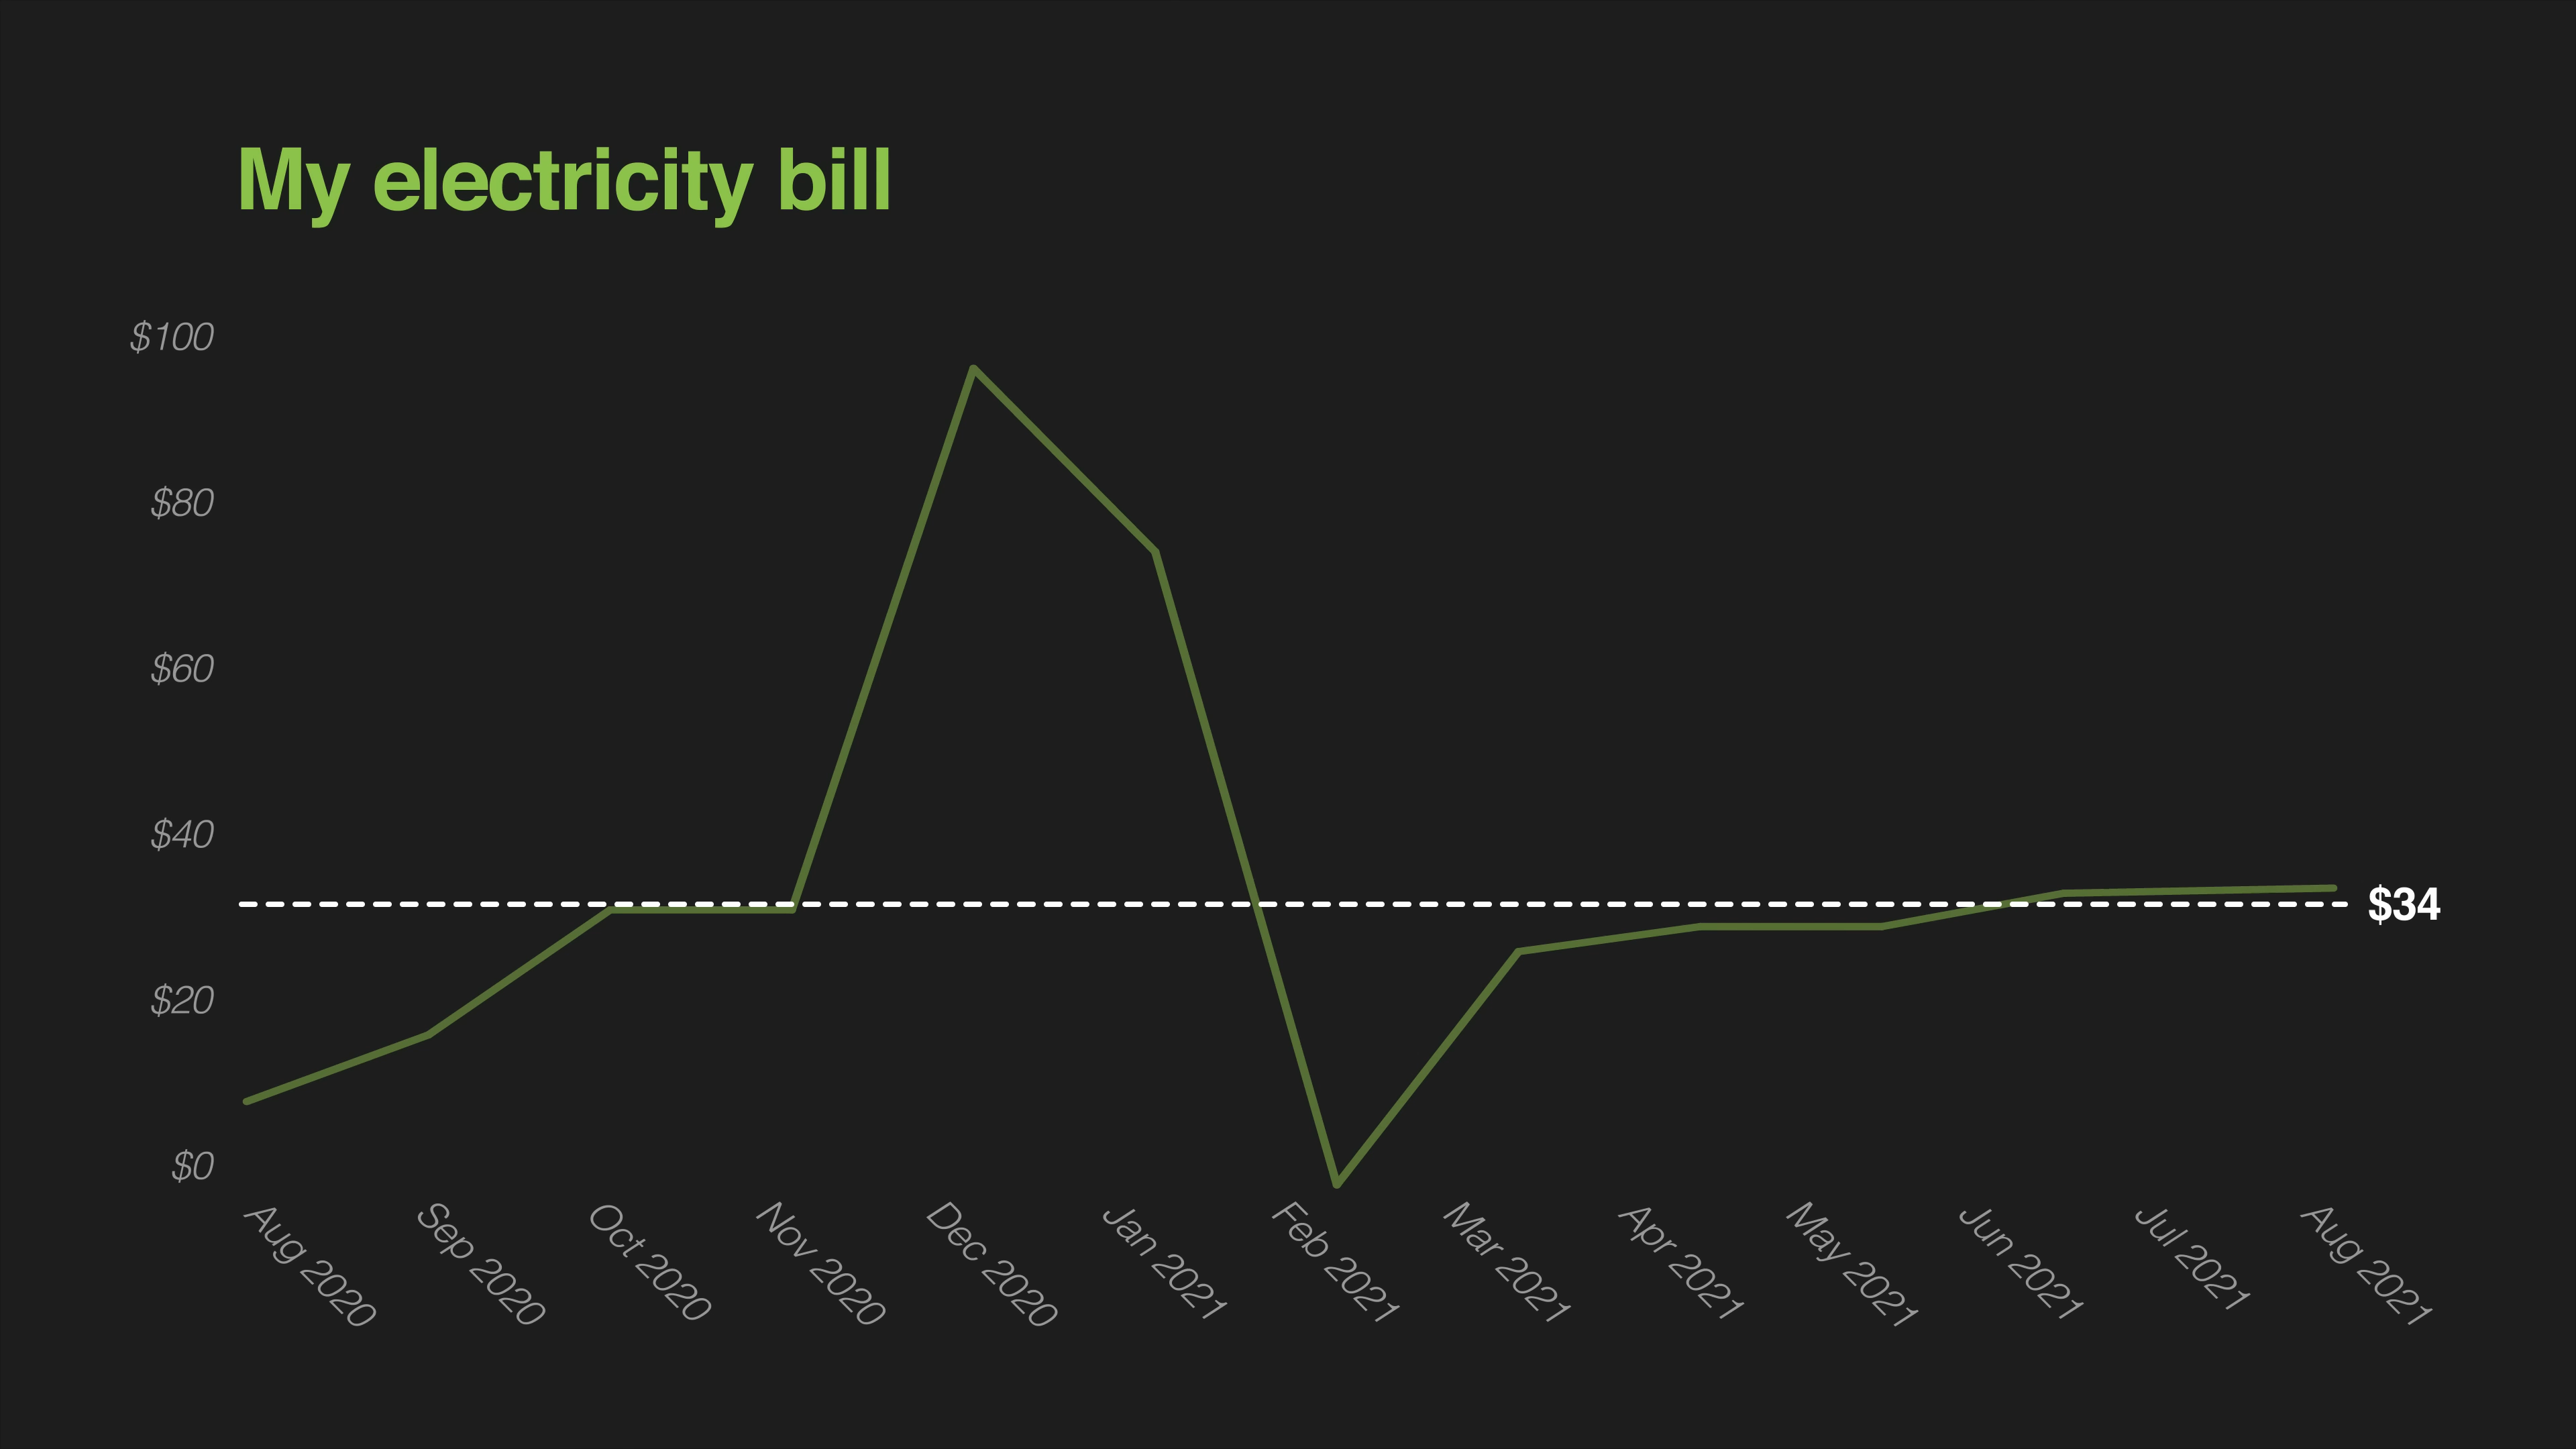 My electricity bill
$100
$80
$60
$40
$34
$20
$0
Aug 2020
Sep 2020
Oct 2020
Nov 2020
Dec 2020
Jan 2021
Feb 2021
Mar 2021
Apr 2021
May 2021
Jun 2021
Jul 2021
Aug 2021